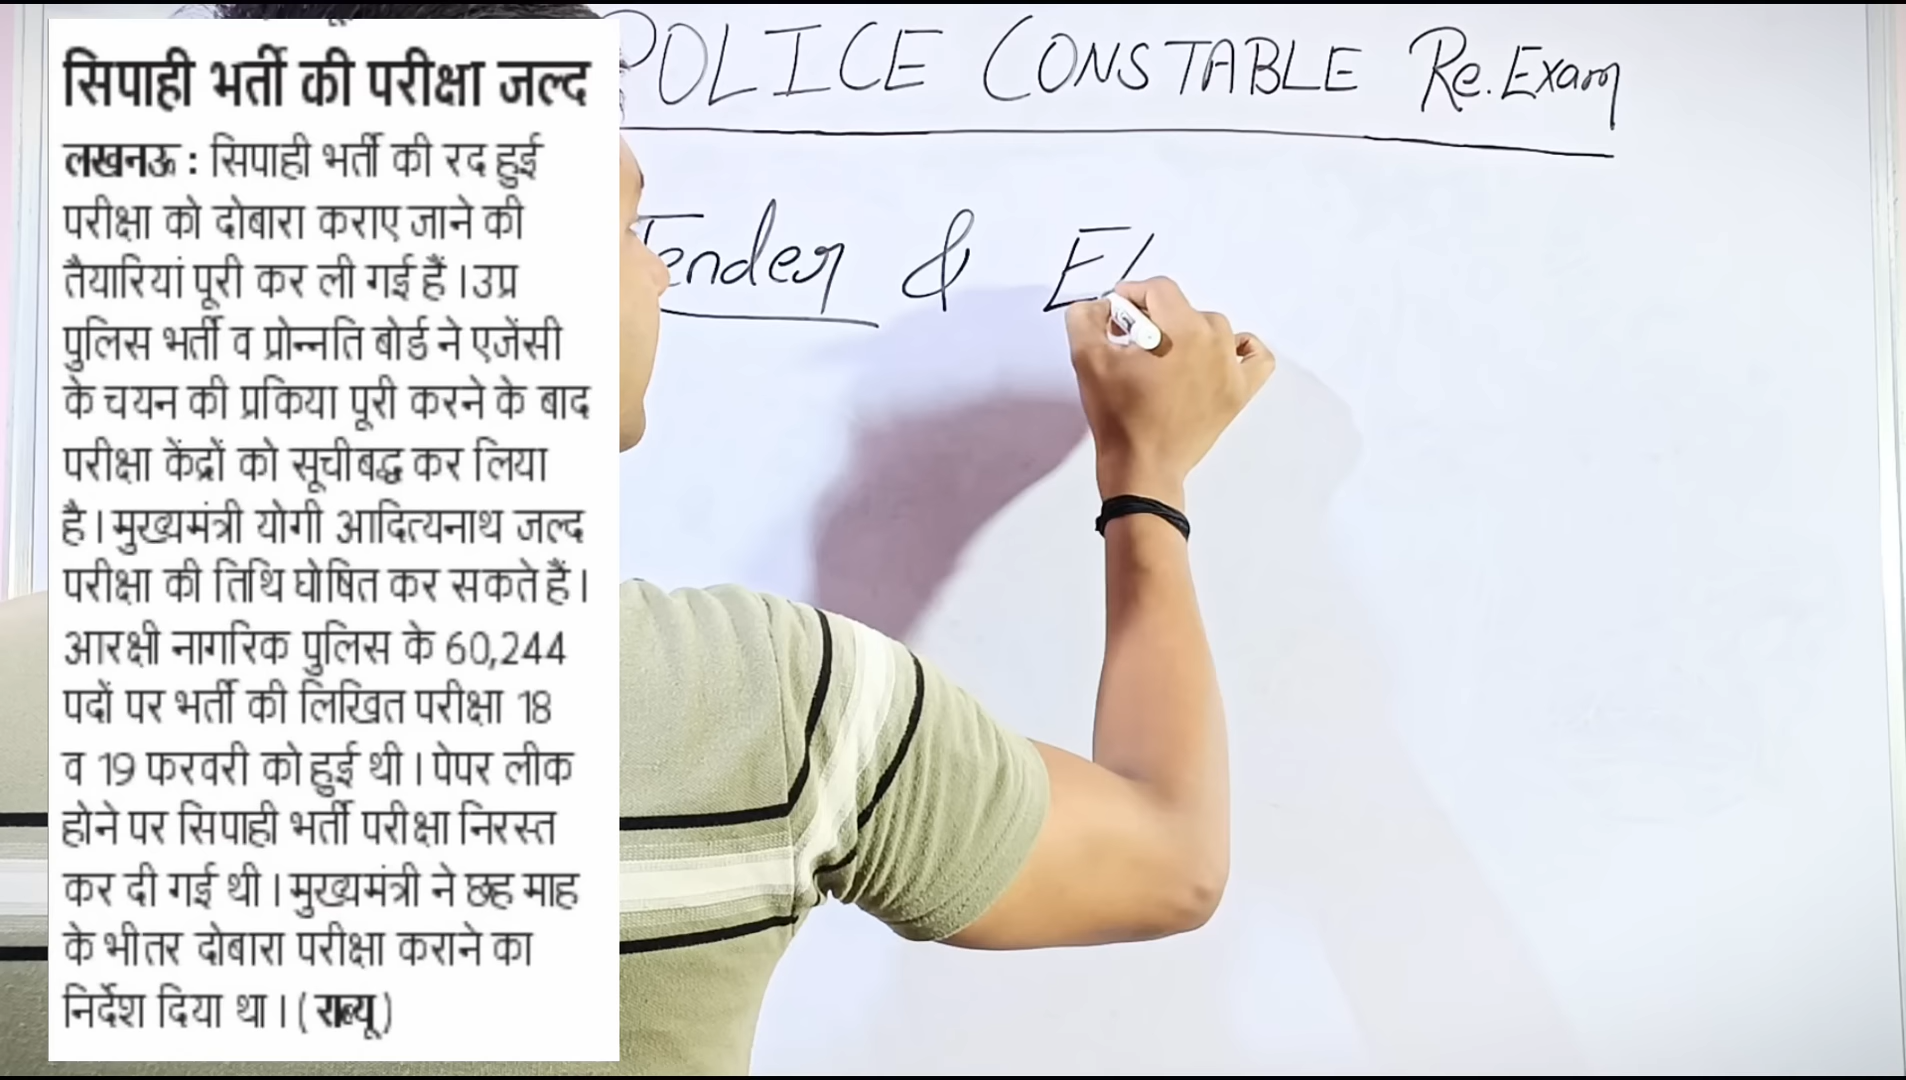 सिपाही भर्ती की परीक्षा जल्द
लखनऊ : सिपाही भर्ती की रद हुई
परीक्षा को दोबारा कराए जाने की
तैयारियां पूरी कर ली गई हैं । उप्र
पुलिस भर्ती व प्रोन्नति बोर्ड ने एजेंसी
के चयन की प्रकिया पूरी करने के बाद
परीक्षा केंद्रों को सूचीबद्ध कर लिया
है । मुख्यमंत्री योगी आदित्यनाथ जल्द
परीक्षा की तिथि घोषित कर सकते हैं ।
आरक्षी नागरिक पुलिस के 60,244
पदों पर भर्ती की लिखित परीक्षा 18
व 19 फरवरी को हुई थी । पेपर लीक
होने पर सिपाही भर्ती परीक्षा निरस्त
कर दी गई थी । मुख्यमंत्री ने छह माह
के भीतर दोबारा परीक्षा कराने का
निर्देश दिया था । ( राब्यू )
POLICE CONSTABLE Re.Exam
Tender &